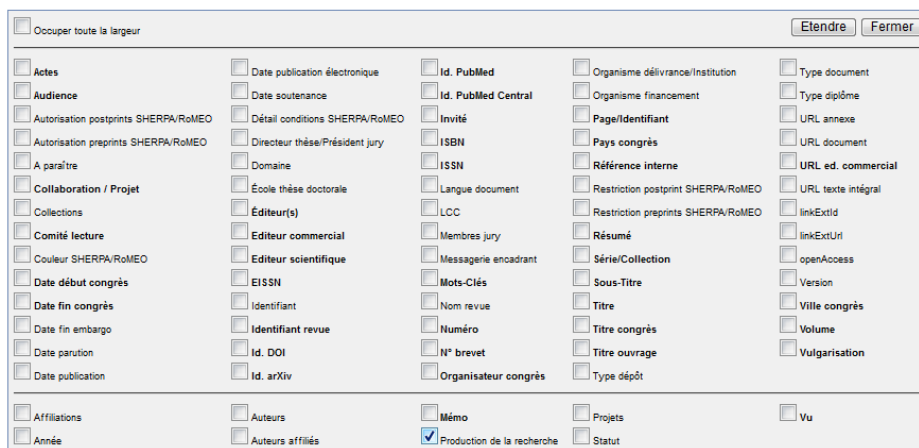 Occuper toute la largeur Etendre Fermer
Actes Date publication électronique Id. PubMed Organisme délivrance/Institution Type document
Audience Date soutenance Id. PubMed Central Organisme financement Type diplôme
Autorisation postprints SHERPA/RoMEO Détail conditions SHERPA/RoMEO Invité Page/Identifiant URL annexe
Autorisation preprints SHERPA/RoMEO Directeur thèse/Président jury ISBN Pays congrès URL document
A paraître Domaine ISSN Référence interne URL ed. commercial
Collaboration / Projet École thèse doctorale Langue document Restriction postprint SHERPA/RoMEO URL texte intégral
Collections Éditeur(s) LCC Restriction preprints SHERPA/RoMEO linkExtId
Comité lecture Editeur commercial Membres jury Résumé linkExtUrl
Couleur SHERPA/RoMEO Editeur scientifique Messagerie encadrant Série/Collection openAccess
Date début congrès EISSN Mots-Clés Sous-Titre Version
Date fin congrès Identifiant Nom revue Titre Ville congrès
Date fin embargo Identifiant revue Numéro Titre congrès Volume
Date parution Id. DOI N° brevet Titre ouvrage Vulgarisation
Date publication Id. arXiv Organisateur congrès Type dépôt
Affiliations Auteurs Mémo Projets Vu
Année Auteurs affiliés Production de la recherche Statut